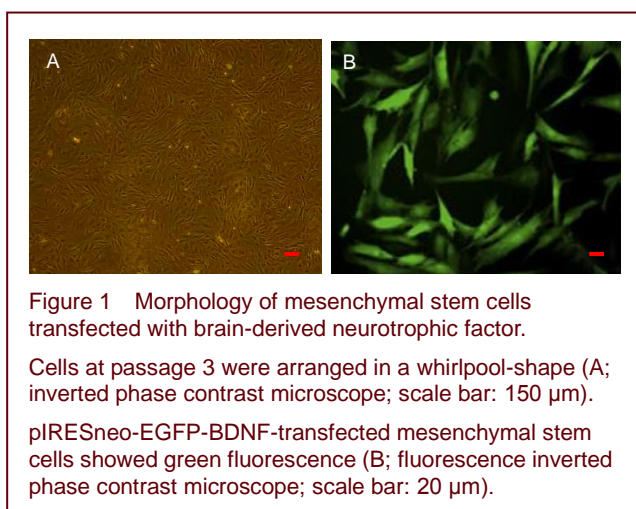 A
B
Figure 1 Morphology of mesenchymal stem cells
transfected with brain-derived neurotrophic factor.
Cells at passage 3 were arranged in a whirlpool-shape (A;
inverted phase contrast microscope; scale bar: 150 μm).
pIRESneo-EGFP-BDNF-transfected mesenchymal stem
cells showed green fluorescence (B; fluorescence inverted
phase contrast microscope; scale bar: 20 μm).